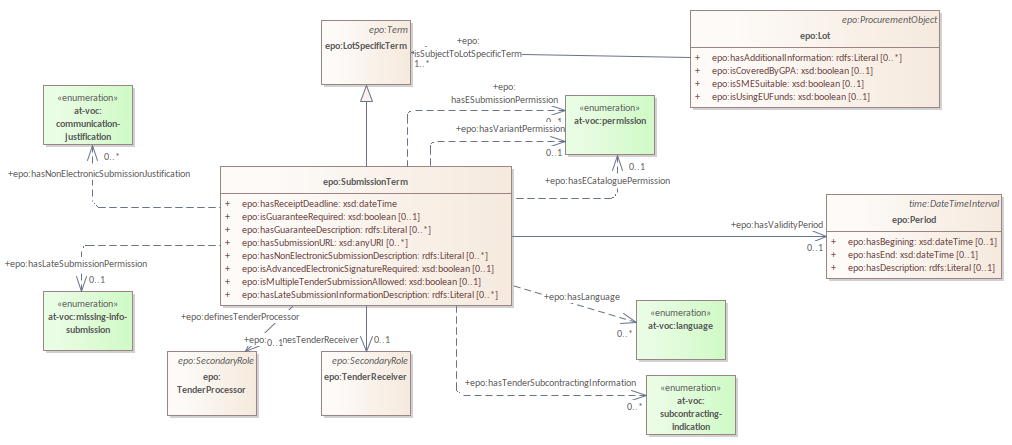 epo:Term
epo:LotSpecificTerm
+epo:
isSubjectToLotSpecificTerm
1..*
epo:ProcurementObject
epo:Lot
+ epo:hasAdditionalInformation: rdfs:Literal [0..*]
+ epo:isCoveredByGPA: xsd:boolean [0..1]
+ epo:isSMESuitable: xsd:boolean [0..1]
+ epo:isUsingEUFunds: xsd:boolean [0..1]
«enumeration»
at-voc:
communication-
justification
0..*
+epo:hasNonElectronicSubmissionJustification
+epo:
hasESubmissionPermission
0..1
+epo:hasVariantPermission
0..1
«enumeration»
at-voc:permission
0..1
+epo:hasECataloguePermission
epo:SubmissionTerm
+ epo:hasReceiptDeadline: xsd:dateTime
+ epo:isGuaranteeRequired: xsd:boolean [0..1]
+ epo:hasGuaranteeDescription: rdfs:Literal [0..*]
+ epo:hasSubmissionURL: xsd:anyURI [0..*]
+ epo:hasNonElectronicSubmissionDescription: rdfs:Literal [0..*]
+ epo:isAdvancedElectronicSignatureRequired: xsd:boolean [0..1]
+ epo:isMultipleTenderSubmissionAllowed: xsd:boolean [0..1]
+ epo:hasLateSubmissionInformationDescription: rdfs:Literal [0..*]
+epo:hasValidityPeriod
0..1
time:DateTimeInterval
epo:Period
+ epo:hasBegining: xsd:dateTime [0..1]
+ epo:hasEnd: xsd:dateTime [0..1]
+ epo:hasDescription: rdfs:Literal [0..1]
+epo:hasLateSubmissionPermission
0..1
«enumeration»
at-voc:missing-info-
submission
+epo:hasLanguage
0..*
«enumeration»
at-voc:language
+epo:definesTenderProcessor
0..1
+epo:
nesTenderReceiver
0..1
epo:SecondaryRole
epo:
TenderProcessor
epo:SecondaryRole
epo:TenderReceiver
+epo:hasTenderSubcontractingInformation
0..*
«enumeration»
at-voc:
subcontracting-
indication